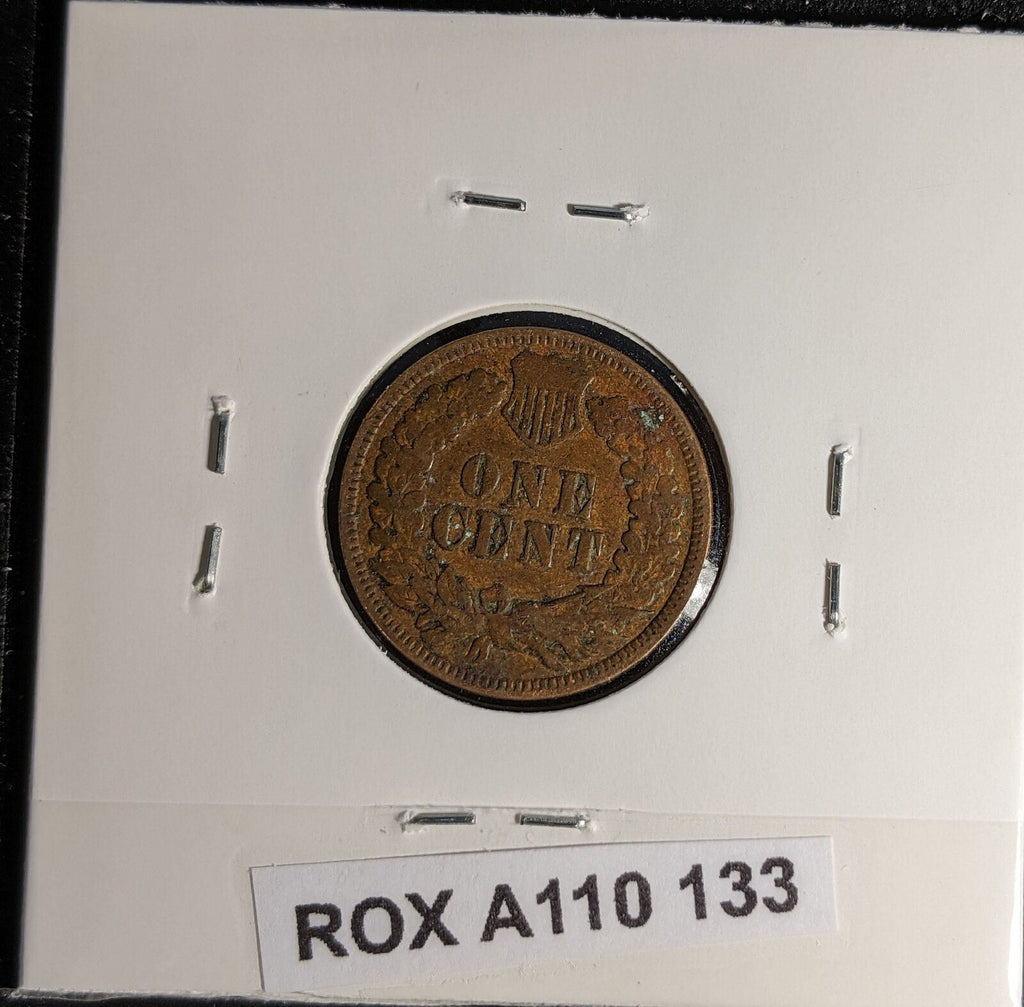 ONE
CENT
ROX A110 133